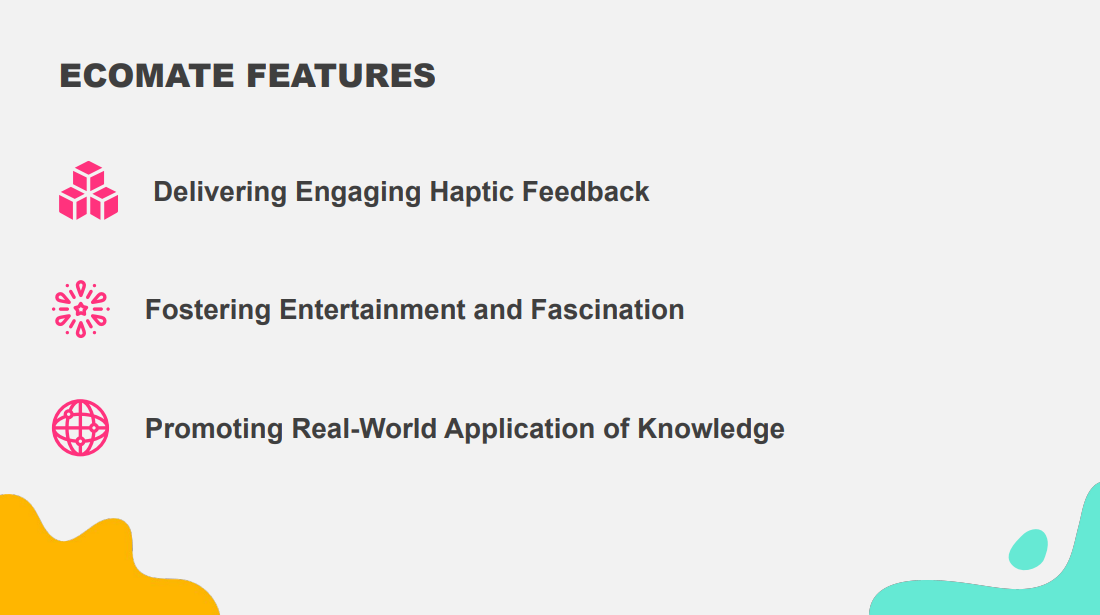 ECOMATE FEATURES
Delivering Engaging Haptic Feedback
Fostering Entertainment and Fascination
Promoting Real-World Application of Knowledge